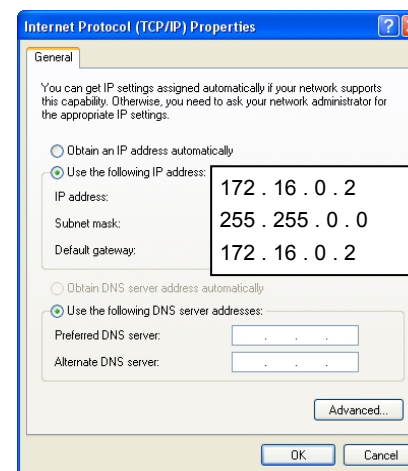 Internet Protocol (TCP/IP) Properties
?
General
You can get IP settings assigned automatically if your network supports
this capability. Otherwise, you need to ask your network administrator for
the appropriate IP settings.
Obtain an IP address automatically
Use the following IP address:
IP address: 172 . 16 . 0 . 2
Subnet mask: 255 . 255 . 0 . 0
Default gateway: 172 . 16 . 0 . 2
Obtain DNS server address automatically
Use the following DNS server addresses:
Preferred DNS server: . . .
Alternate DNS server: . . .
Advanced...
OK Cancel